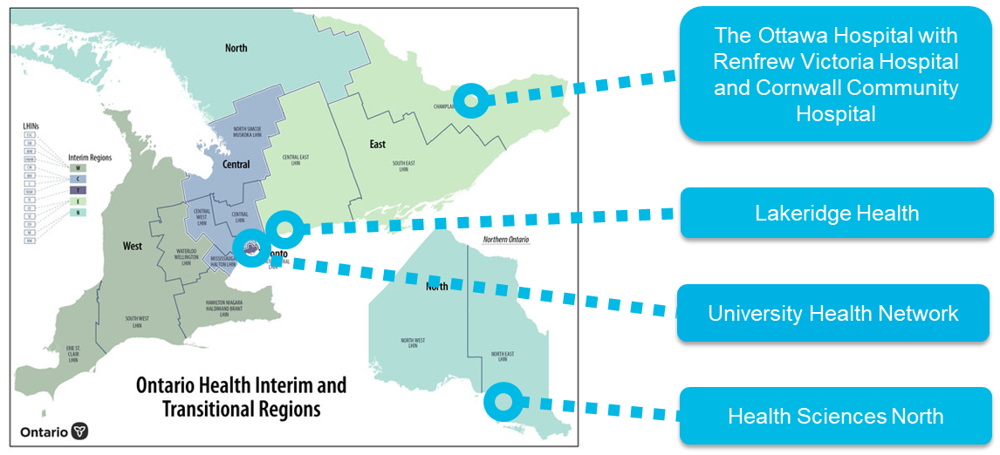 North
LHINs
Interim Regions
W
C
T
E
N
NORTH SIMCOE
MUSKOKA LHIN
Central
CENTRAL EAST
LHIN
East
SOUTH EAST
LHIN
CENTRAL
WEST
LHIN
CENTRAL
LHIN
West
WATERLOO
WELLINGTON
LHIN
MISSISSAUGA
HALTON LHIN
LHIN
HAMILTON NIAGARA
HALDIMAND BRANT
LHIN
SOUTH WEST
LHIN
ERIE ST.
CLAIR
LHIN
Northern Ontario
North
NORTH WEST
LHIN
NORTH EAST
LHIN
Ontario Health Interim and
Transitional Regions
Ontario
The Ottawa Hospital with
Renfrew Victoria Hospital
and Cornwall Community
Hospital
Lakeridge Health
University Health Network
Health Sciences North